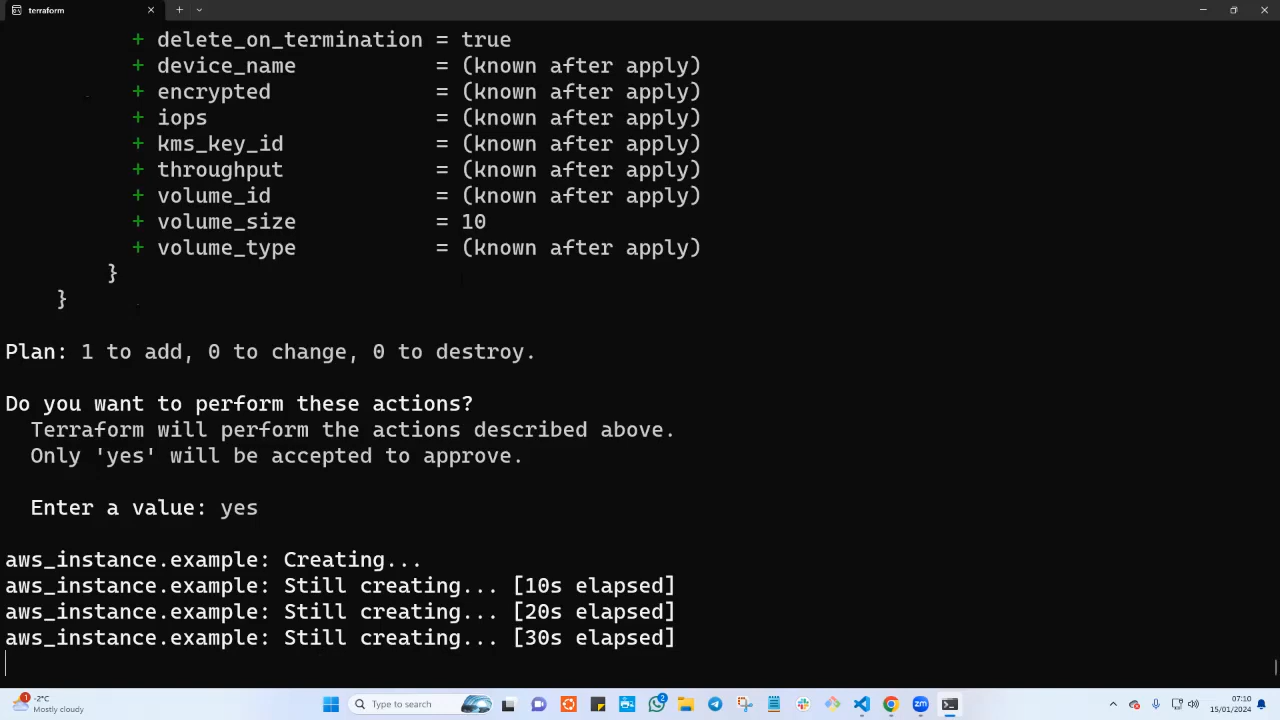 terraform
+ delete_on_termination = true
+ device_name = (known after apply)
+ encrypted = (known after apply)
+ iops = (known after apply)
+ kms_key_id = (known after apply)
+ throughput = (known after apply)
+ volume_id = (known after apply)
+ volume_size = 10
+ volume_type = (known after apply)
}
}
Plan: 1 to add, 0 to change, 0 to destroy.
Do you want to perform these actions?
Terraform will perform the actions described above.
Only 'yes' will be accepted to approve.
Enter a value: yes
aws_instance.example: Creating...
aws_instance.example: Still creating... [10s elapsed]
aws_instance.example: Still creating... [20s elapsed]
aws_instance.example: Still creating... [30s elapsed]
1
-2°C
Mostly cloudy
Type to search
2
zm
07:10
15/01/2024